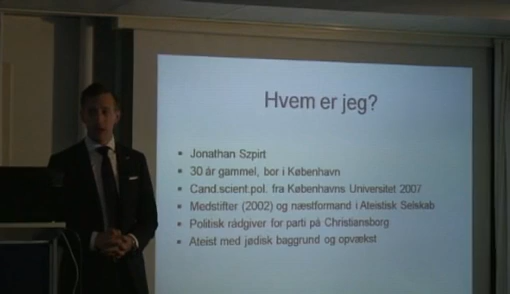 Hvem er jeg?
Jonathan Szpirt
30 år gammel, bor i København
Cand.scient.pol. fra Københavns Universitet 2007
Medstifter (2002) og næstformand i Ateistisk Selskab
Politisk rådgiver for parti på Christiansborg
Ateist med jødisk baggrund og opvækst